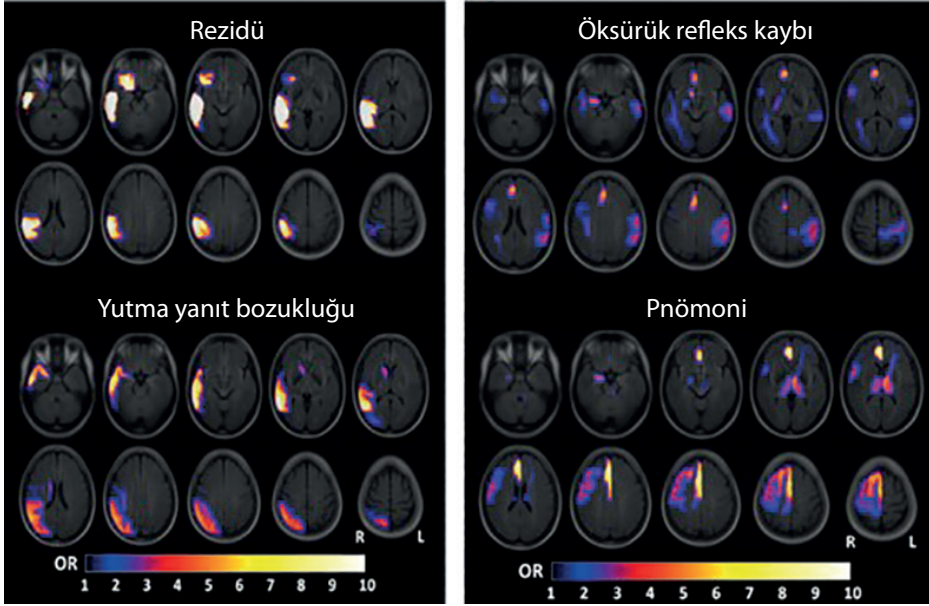 Rezidü
Öksürük refleks kaybı
Yutma yanıt bozukluğu
Pnömoni
R L
OR
1 2 3 4 5 6 7 8 9 10
R L
OR
1 2 3 4 5 6 7 8 9 10